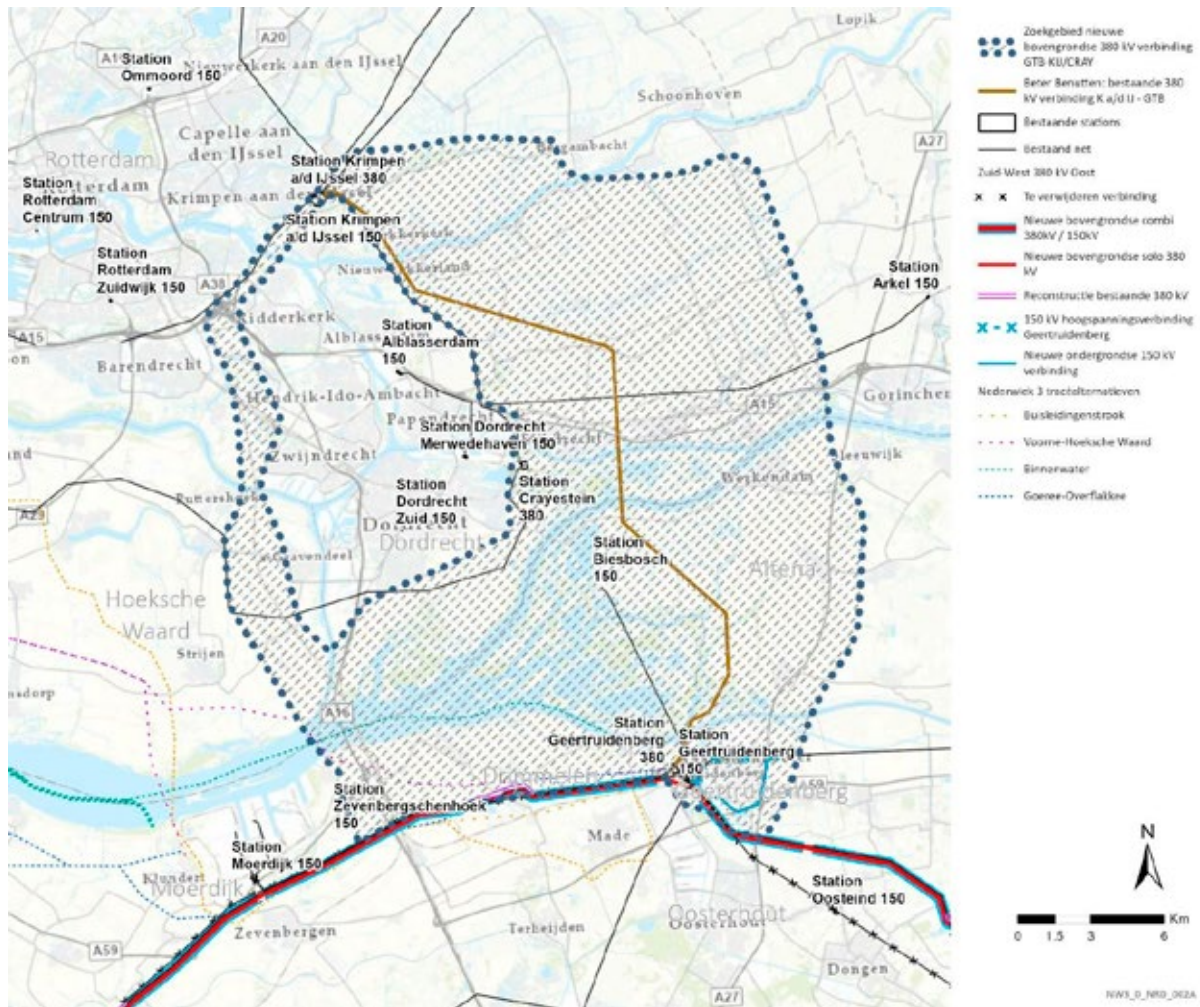 A20
Lopik
Station
Ommoord 150
Nieuwerkerk aan den IJssel
Schoonhoven
Capelle aan
den IJssel
A27
Rotterdam
Bergambacht
Station Krimpen
a/d IJssel 380
Station
Rotterdam
Centrum 150
Rotterdam
Krimpen aan den IJssel
Station Krimpen
a/d IJssel 150
Station
Rotterdam
Zuidwijk 150
A38
Station
Arkel 150
Ridderkerk
Station
Alblasserdam
150
Alblasserdam
A15
Barendrecht
Hendrik-Ido-Ambacht
Papendrecht
A15
Gorinchem
Station Dordrecht
Merwedehaven 150
Zwijndrecht
Werkendam
Station
Dordrecht
Zuid 150
Station
Crayestein
380
A29
Dordrecht
Dordrecht
Station
Biesbosch
150
Altena
Hoeksche
Waard
Strijen
A16
Station
Geertruidenberg
380
Station
Geertruidenberg
150
A59
Station
Zevenbergschenhoek
150
Made
Station
Moerdijk 150
Klundert
Moerdijk
Station
Oosteind 150
Oosterhout
Oosterhout
Zevenbergen
Terheijden
A59
Dongen
A27
Zoekgebied nieuwe
bovengrondse 380 kV verbinding
GTB-KIJ/CRAY
Beter Benutten: bestaande 380
kV verbinding K a/d IJ - GTB
Bestaande stations
Bestaand net
Zuid-West 380 kV Oost
Te verwijderen verbinding
Nieuwe bovengrondse combi
380kV / 150kV
Nieuwe bovengrondse solo 380
kV
Reconstructie bestaande 380 kV
150 kV hoogspanningsverbinding
Geertruidenberg
Nieuwe ondergrondse 150 kV
verbinding
Nederwiek 3 tracéalternatieven
Buisleidingenstrook
Voorne-Hoeksche Waard
Binnenwater
Goeree-Overflakkee
N
Km
0 1.5 3 6